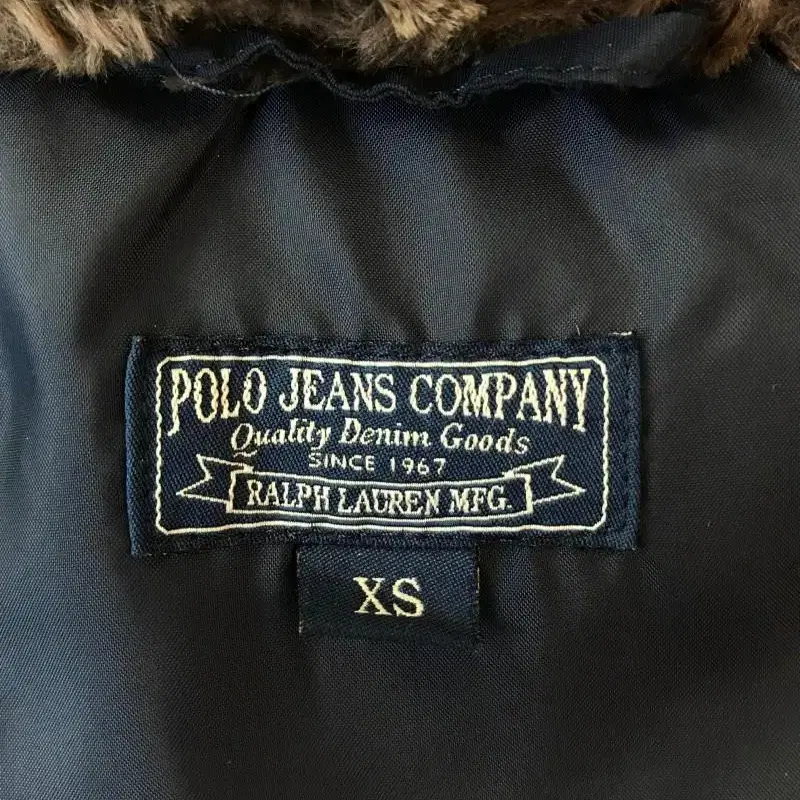 POLO JEANS COMPANY
Quality Denim Goods
SINCE 1967
RALPH LAUREN MFG.
XS